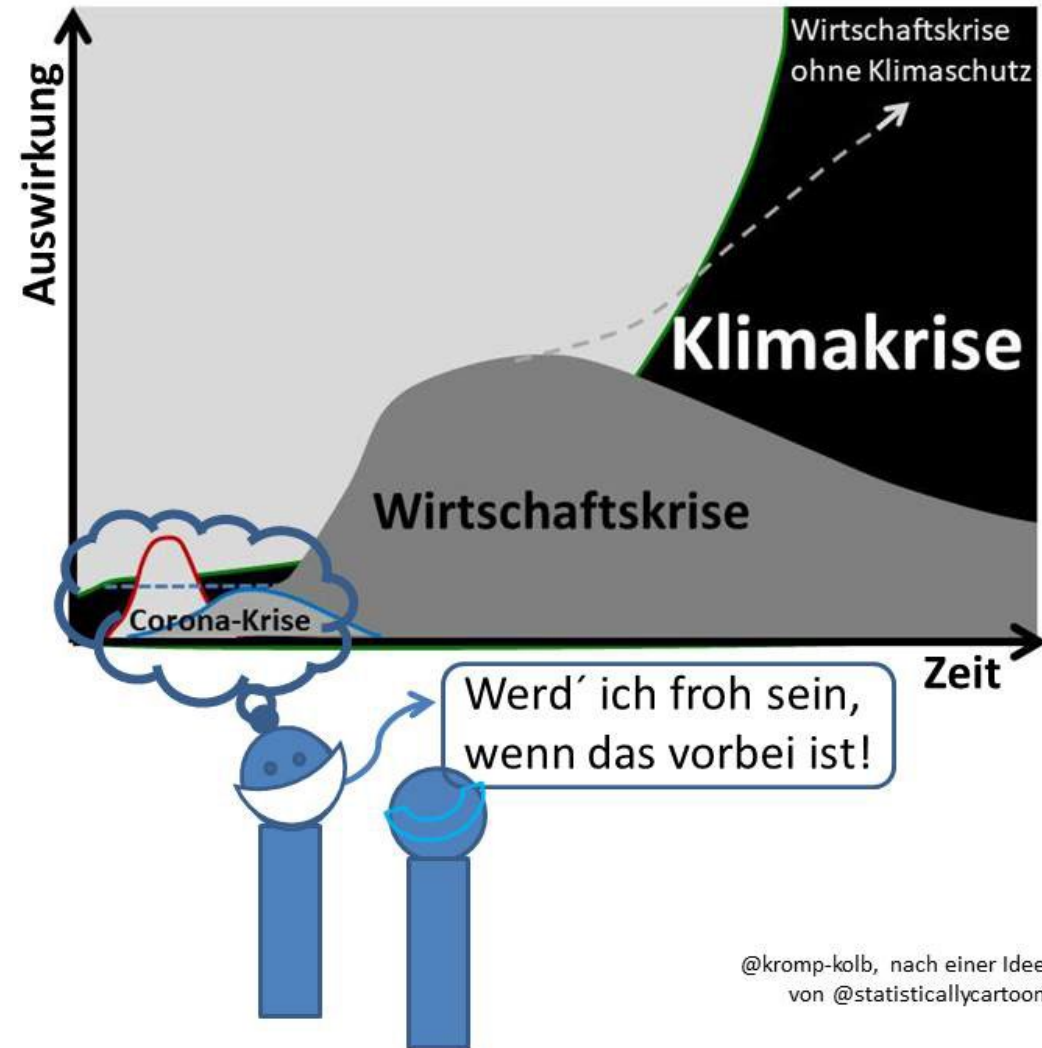 Auswirkung
Wirtschaftskrise
ohne Klimaschutz
Klimakrise
Wirtschaftskrise
Corona-Krise
Zeit
Werd´ ich froh sein,
wenn das vorbei ist!
@kromp-kolb, nach einer Idee
von @statisticallycartoon